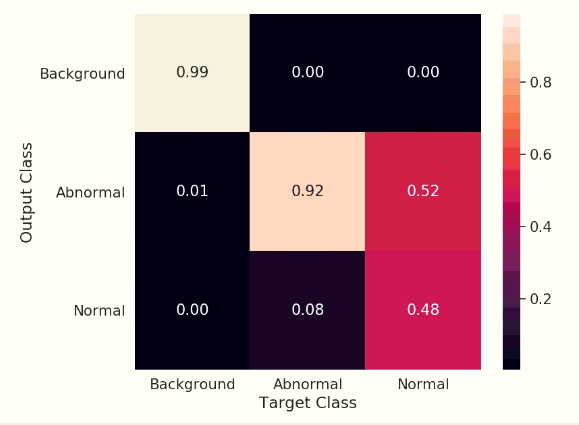 Output Class
Background 0.99 0.00 0.00
Abnormal 0.01 0.92 0.52
Normal 0.00 0.08 0.48
Background Abnormal Normal
Target Class
0.8
0.6
0.4
0.2